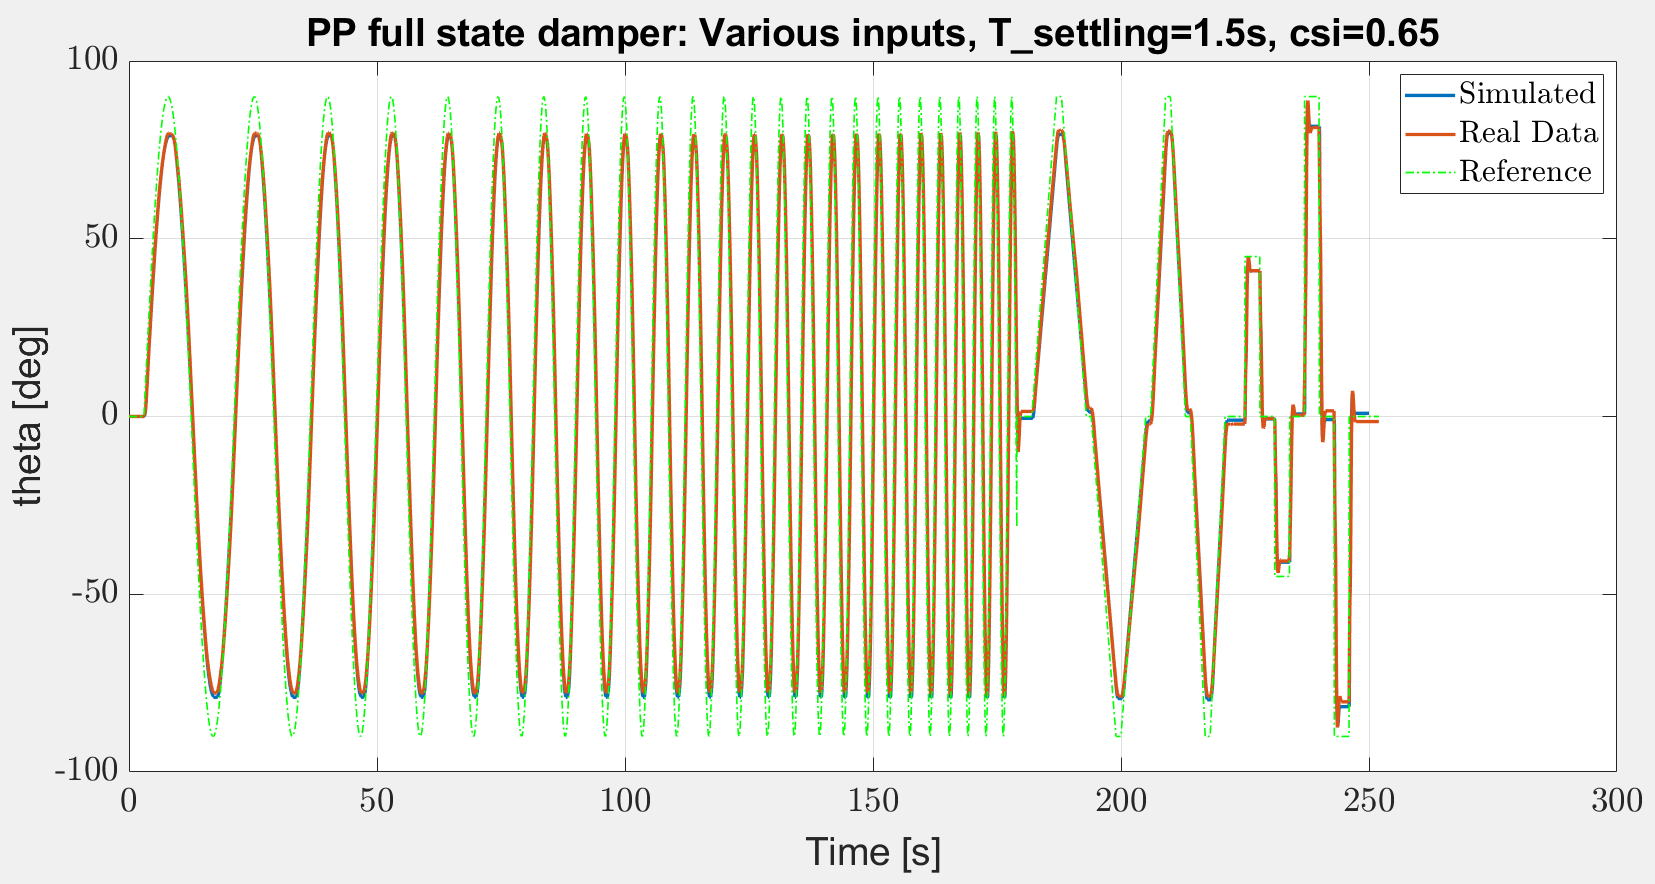 PP full state damper: Various inputs, T_settling=1.5s, csi=0.65
100
50
0
-50
-100
theta [deg]
0
50
100
150
200
250
300
Time [s]
Simulated
Real Data
Reference